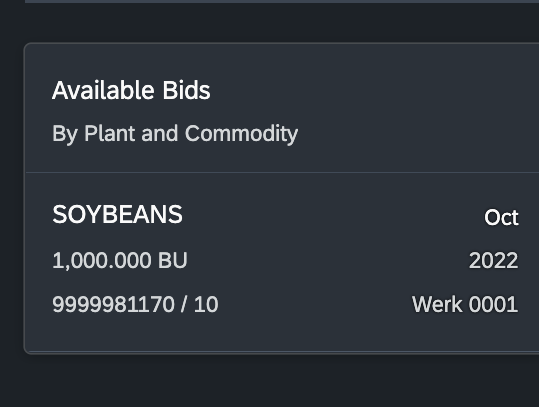 Available Bids
By Plant and Commodity
SOYBEANS Oct
1,000.000 BU 2022
9999981170 / 10 Werk 0001